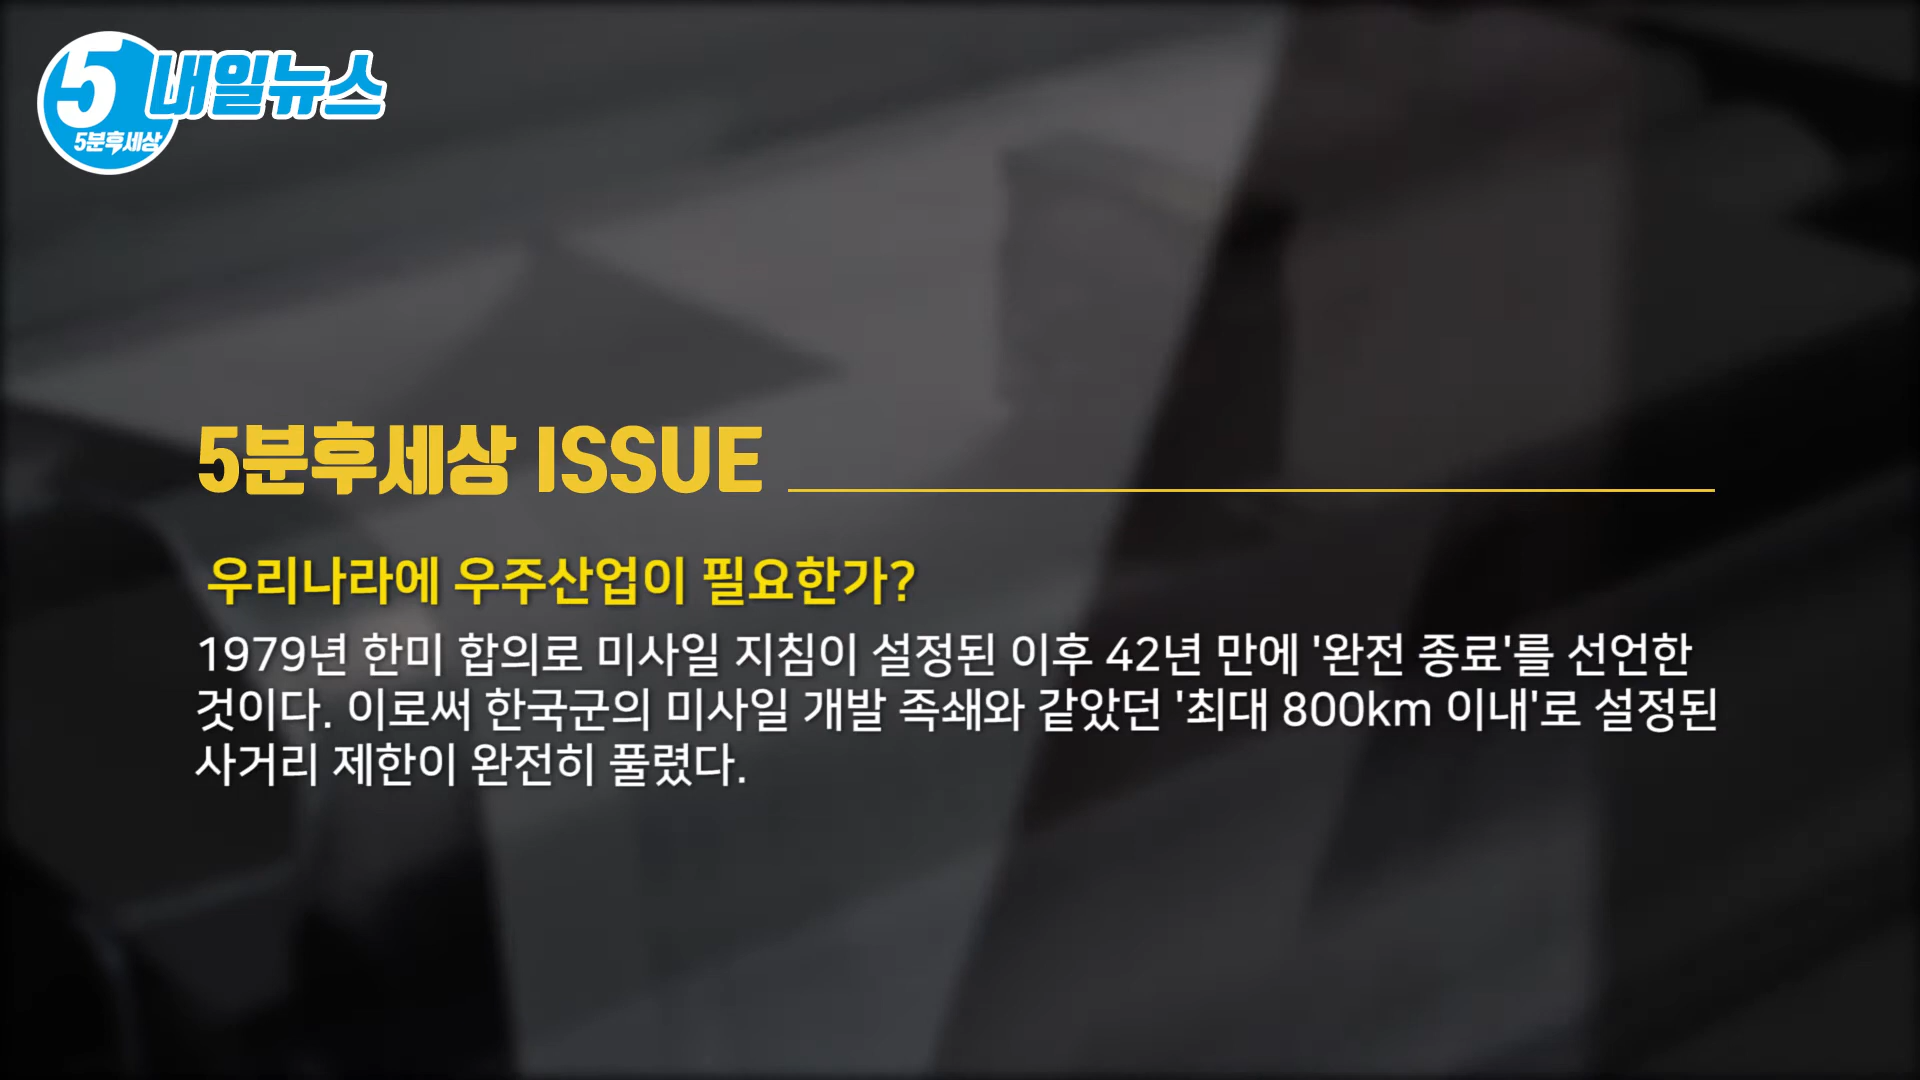 5 내일뉴스
5분후세상
5분후세상 ISSUE
우리나라에 우주산업이 필요한가?
1979년 한미 합의로 미사일 지침이 설정된 이후 42년 만에 '완전 종료'를 선언한
것이다. 이로써 한국군의 미사일 개발 족쇄와 같았던 '최대 800km 이내'로 설정된
사거리 제한이 완전히 풀렸다.